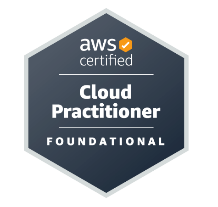 aws
certified
Cloud
Practitioner
FOUNDATIONAL